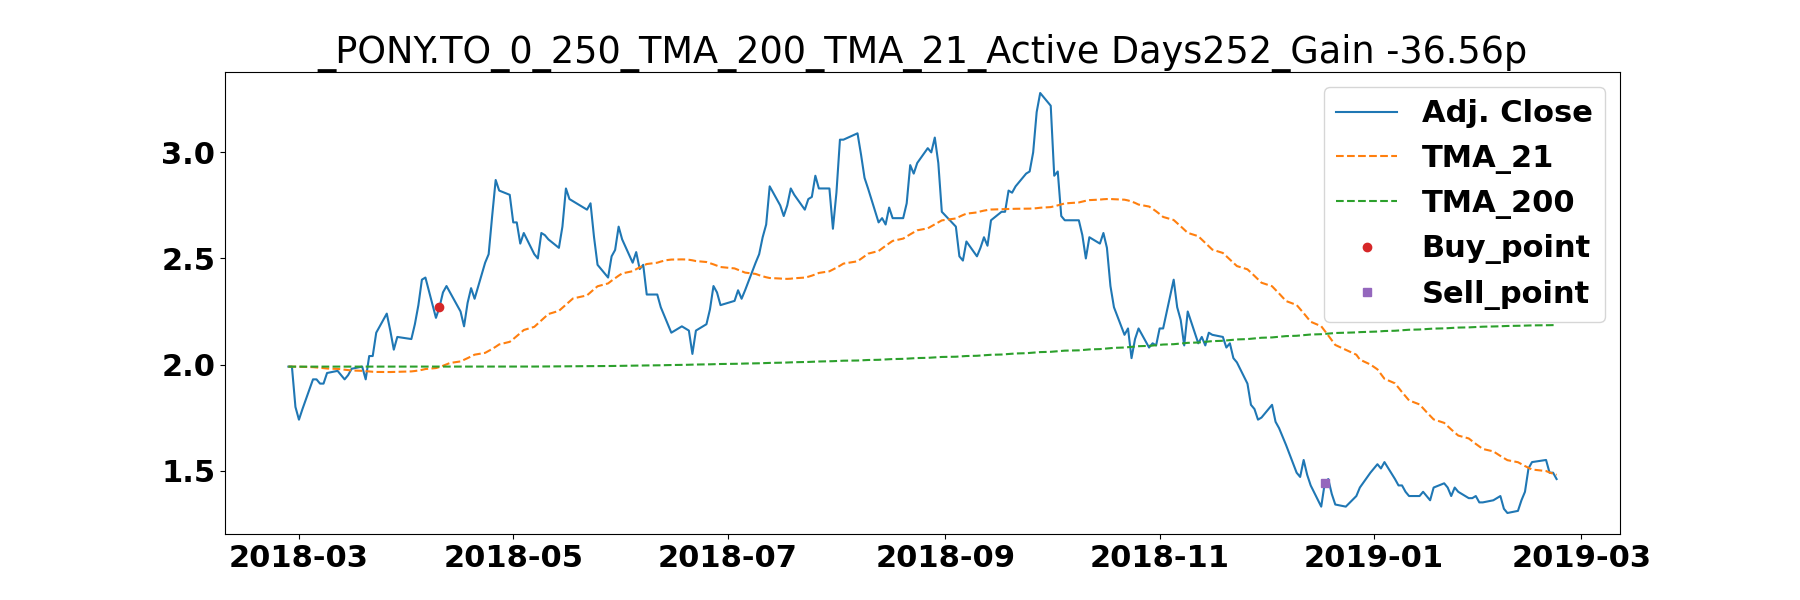 _PONY.TO_0_250_TMA_200_TMA_21_Active Days252_Gain -36.56p
Adj. Close
TMA_21
TMA_200
Buy_point
Sell_point
3.0
2.5
2.0
1.5
2018-03 2018-05 2018-07 2018-09 2018-11 2019-01 2019-03